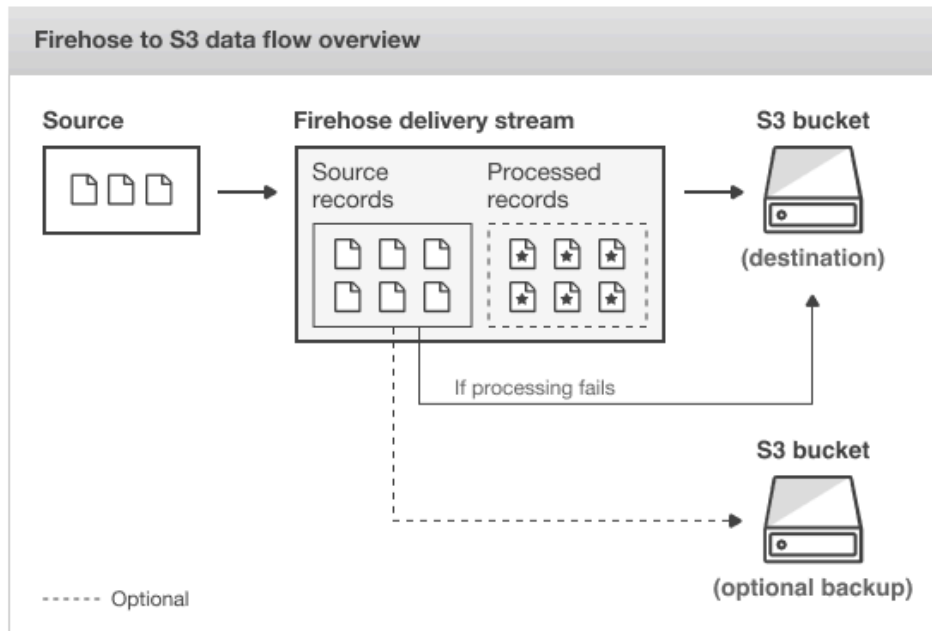 Firehose to S3 data flow overview
Source
Firehose delivery stream
S3 bucket
Source
records
Processed
records
(destination)
If processing fails
S3 bucket
(optional backup)
Optional